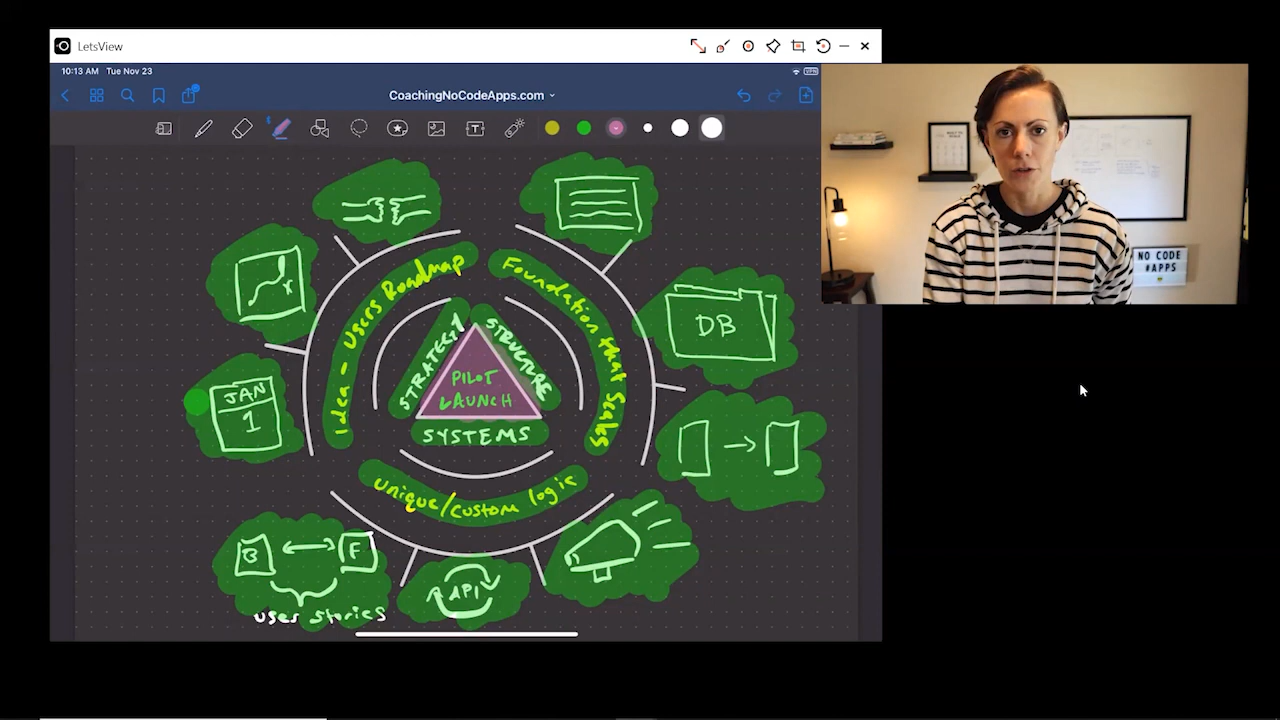 LetsView
10:13 AM Tue Nov 23
VPN
CoachingNoCodeApps.com
T
Idea - Users Roadmap
Foundation that Scales
x
DB
STRATEGY
STRUCTURE
PILOT
LAUNCH
JAN
1
SYSTEMS
unique/custom logic
B
F
API
user stories
NO CODE
#APPS